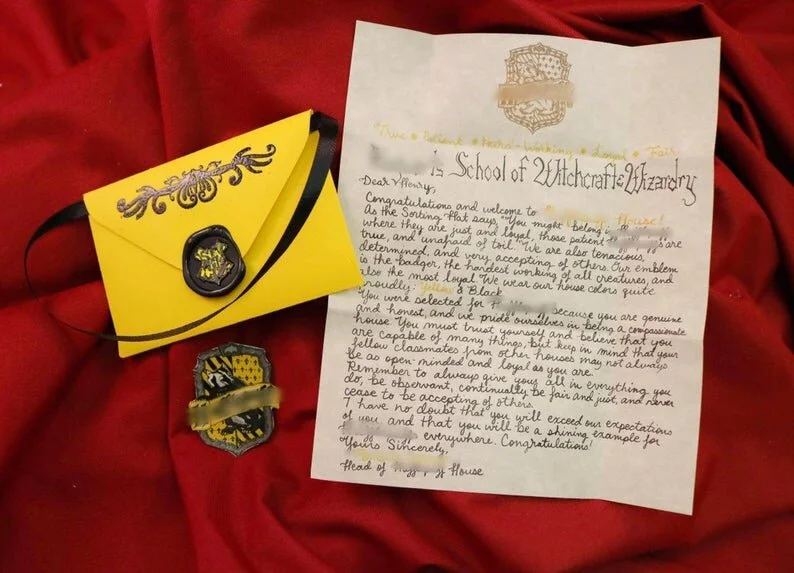 "True • Patient • Hard-Working • Loyal • Fair
's School of Witchcraft & Wizardry
Dear
Congratulations and welcome to House!
As the Sorting Hat says, "You might belong in
where they are just and loyal, those patient are
true, and unafraid of toil." We are also tenacious,
determined, and very accepting of others. Our emblem
is the badger, the hardest working of all creatures, and
also the most loyal. We wear our house colors quite
proudly: Yellow & Black
You were selected for because you are genuine
and honest, and we pride ourselves in being a compassionate
house. You must trust yourself and believe that you
are capable of many things, but keep in mind that your
fellow classmates from other houses may not always
be as open-minded and loyal as you are.
Remember to always give your all in everything you
do, be observant, continually be fair and just, and never
cease to be accepting of others.
I have no doubt that you will exceed our expectations
of you and that you will be a shining example for
everywhere. Congratulations!
Yours Sincerely,
Head of House